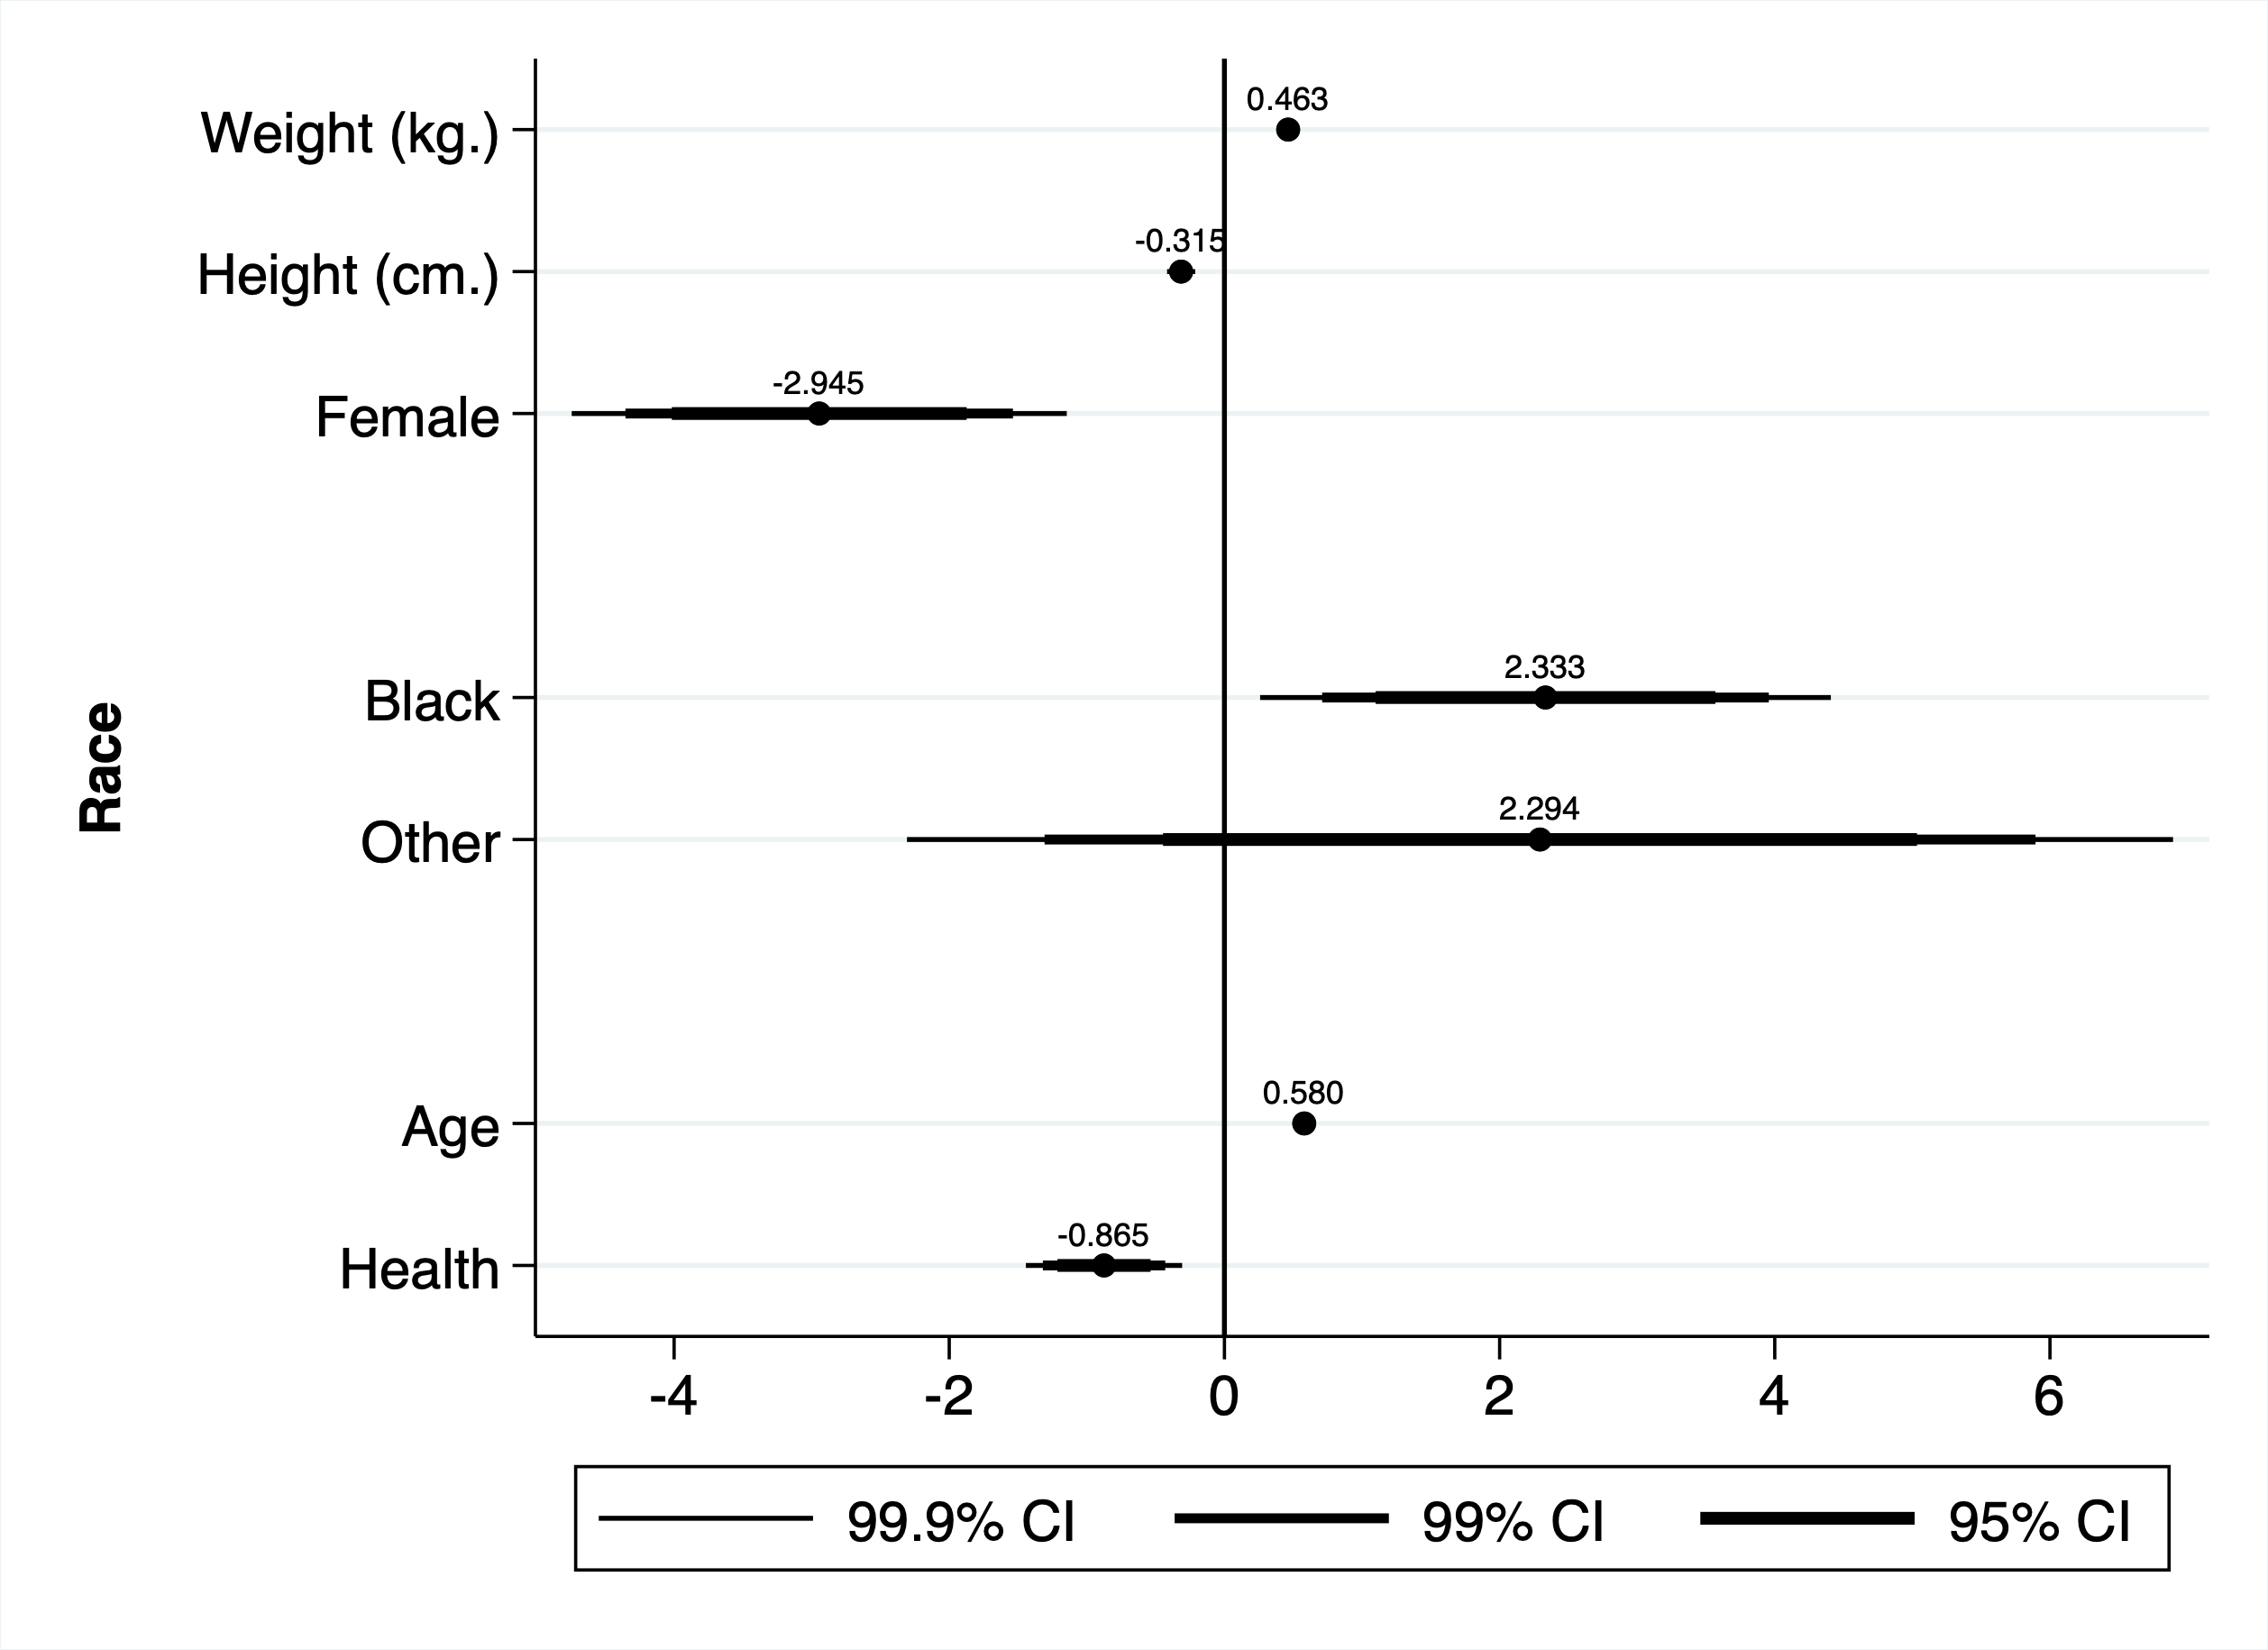 0.463
Weight (kg.)
-0.315
Height (cm.)
-2.945
Female
Race
2.333
Black
2.294
Other
0.580
Age
-0.865
Health
-4 -2 0 2 4 6
99.9% CI 99% CI 95% CI